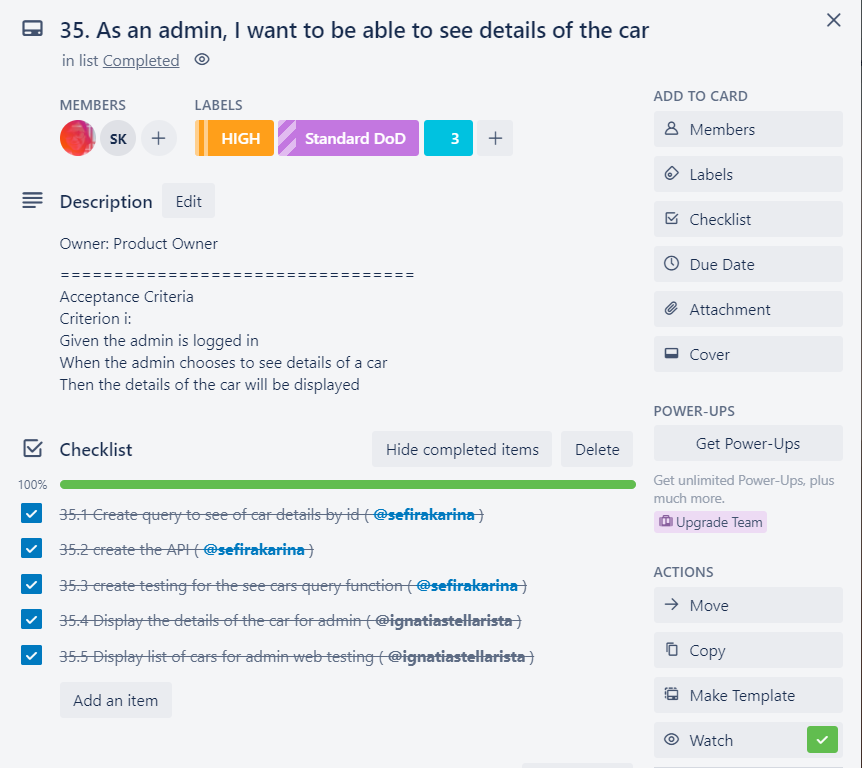 35. As an admin, I want to be able to see details of the car
in list Completed
MEMBERS
LABELS
SK
HIGH
Standard DoD
3
Description
Edit
Owner: Product Owner
=================================
Acceptance Criteria
Criterion i:
Given the admin is logged in
When the admin chooses to see details of a car
Then the details of the car will be displayed
Checklist
Hide completed items
Delete
100%
35.1 Create query to see of car details by id ( @sefirakarina )
35.2 create the API ( @sefirakarina )
35.3 create testing for the see cars query function ( @sefirakarina )
35.4 Display the details of the car for admin ( @ignatiastellarista )
35.5 Display list of cars for admin web testing ( @ignatiastellarista )
Add an item
ADD TO CARD
Members
Labels
Checklist
Due Date
Attachment
Cover
POWER-UPS
Get Power-Ups
Get unlimited Power-Ups, plus
much more.
Upgrade Team
ACTIONS
Move
Copy
Make Template
Watch